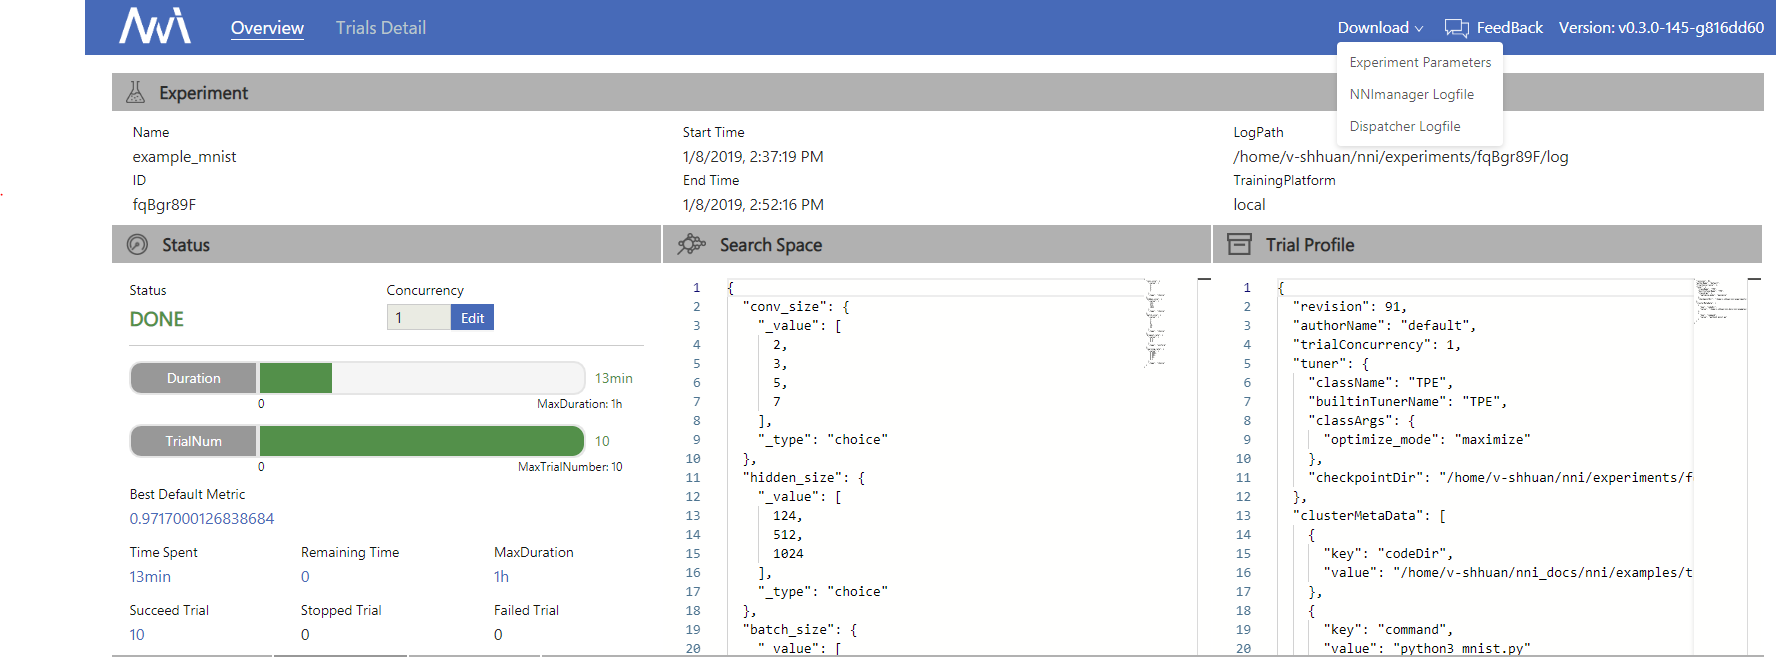 NNI Overview Trials Detail Download FeedBack Version: v0.3.0-145-g816dd60
Experiment Parameters
NNImanager Logfile
Dispatcher Logfile
Experiment
Name Start Time LogPath
example_mnist 1/8/2019, 2:37:19 PM /home/v-shhuan/nni/experiments/fqBgr89F/log
ID End Time TrainingPlatform
fqBgr89F 1/8/2019, 2:52:16 PM local
Status
Status Concurrency
DONE 1 Edit
Duration 13min
0 MaxDuration: 1h
TrialNum 10
0 MaxTrialNumber: 10
Best Default Metric
0.9717000126838684
Time Spent Remaining Time MaxDuration
13min 0 1h
Succeed Trial Stopped Trial Failed Trial
10 0 0
Search Space
1 {
2 "conv_size": {
3 "_value": [
4 2,
5 3,
6 5,
7 7
8 ],
9 "_type": "choice"
10 },
11 "hidden_size": {
12 "_value": [
13 124,
14 512,
15 1024
16 ],
17 "_type": "choice"
18 },
19 "batch_size": {
20 "_value": [
Trial Profile
1 {
2 "revision": 91,
3 "authorName": "default",
4 "trialConcurrency": 1,
5 "tuner": {
6 "className": "TPE",
7 "builtinTunerName": "TPE",
8 "classArgs": {
9 "optimize_mode": "maximize"
10 },
11 "checkpointDir": "/home/v-shhuan/nni/experiments/f
12 },
13 "clusterMetaData": [
14 {
15 "key": "codeDir",
16 "value": "/home/v-shhuan/nni_docs/nni/examples/t
17 },
18 {
19 "key": "command",
20 "value": "python3 mnist.py"